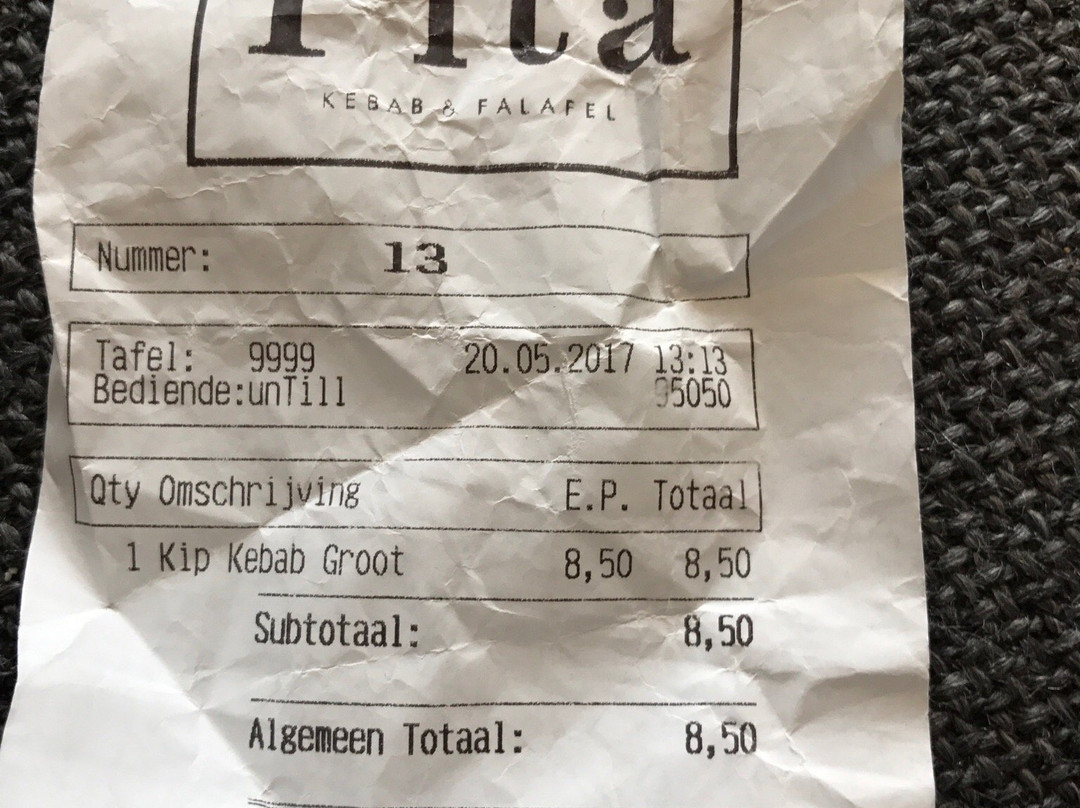 Pita
KEBAB & FALAFEL
Nummer: 13
Tafel: 9999 20.05.2017 13:13
Bediende:unTill 95050
Qty Omschrijving E.P. Totaal
1 Kip Kebab Groot 8,50 8,50
Subtotaal: 8,50
Algemeen Totaal: 8,50